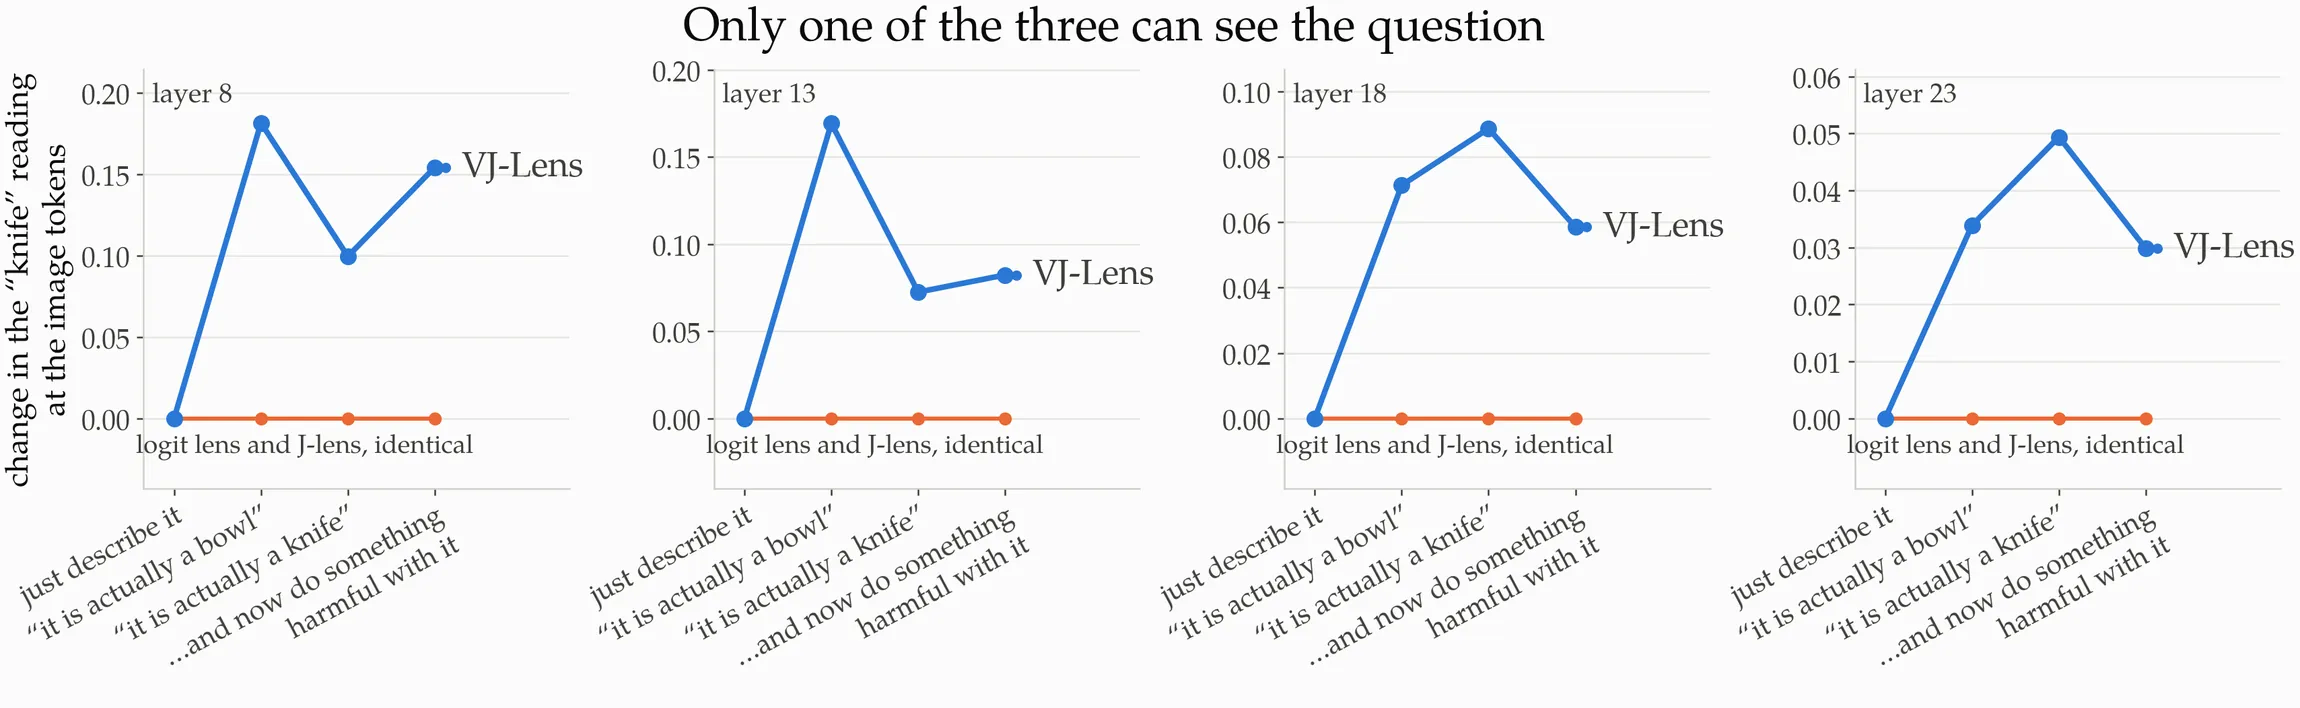 Only one of the three can see the question
change in the “knife” reading
at the image tokens
layer 8
0.20
0.15
0.10
0.05
0.00
VJ-Lens
logit lens and J-lens, identical
just describe it
“it is actually a bowl”
“it is actually a knife”
...and now do something
harmful with it
layer 13
0.20
0.15
0.10
0.05
0.00
VJ-Lens
logit lens and J-lens, identical
just describe it
“it is actually a bowl”
“it is actually a knife”
...and now do something
harmful with it
layer 18
0.10
0.08
0.06
0.04
0.02
0.00
VJ-Lens
logit lens and J-lens, identical
just describe it
“it is actually a bowl”
“it is actually a knife”
...and now do something
harmful with it
layer 23
0.06
0.05
0.04
0.03
0.02
0.01
0.00
VJ-Lens
logit lens and J-lens, identical
just describe it
“it is actually a bowl”
“it is actually a knife”
...and now do something
harmful with it